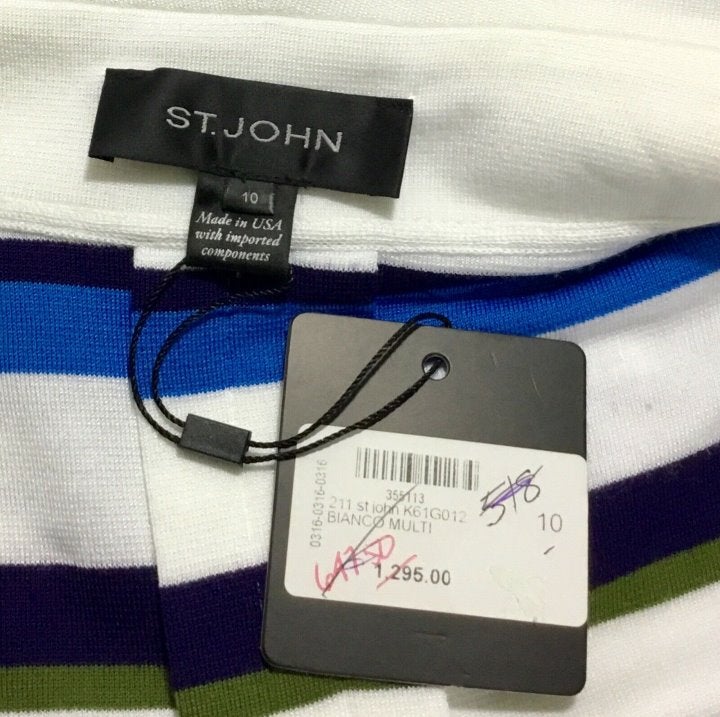 ST. JOHN
10
Made in USA
with imported
components
0316-0316-0316
355113
211 st john K61G012
BIANCO MULTI
518
10
1,295.00